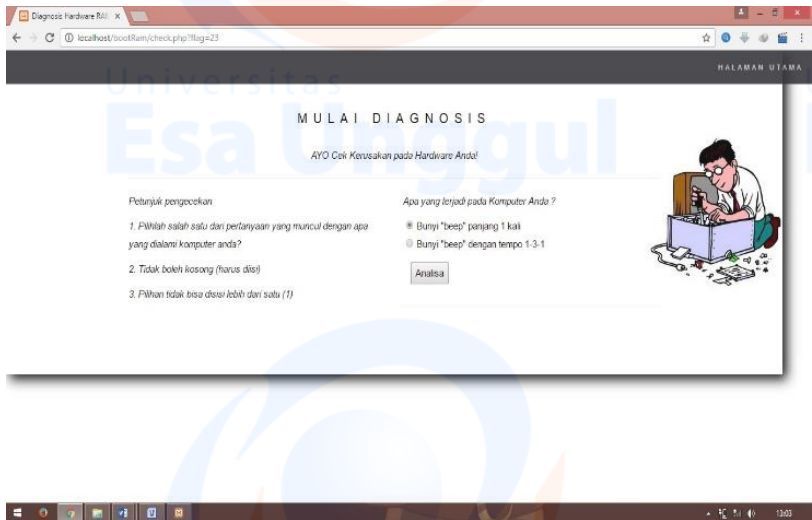 Diagnosis Hardware RAM
localhost/bootRam/check.php?flag=23
HALAMAN UTAMA
Universitas
Esa Unggul
MULAI DIAGNOSIS
AYO Cek Kerusakan pada Hardware Anda!
Petunjuk pengecekan
1. Pilihlah salah satu dari pertanyaan yang muncul dengan apa
yang dialami komputer anda?
2. Tidak boleh kosong (harus diisi)
3. Pilihan tidak bisa disisi lebih dari satu (1)
Apa yang terjadi pada Komputer Anda ?
Bunyi "beep" panjang 1 kali
Bunyi "beep" dengan tempo 1-3-1
Analisa
13:03